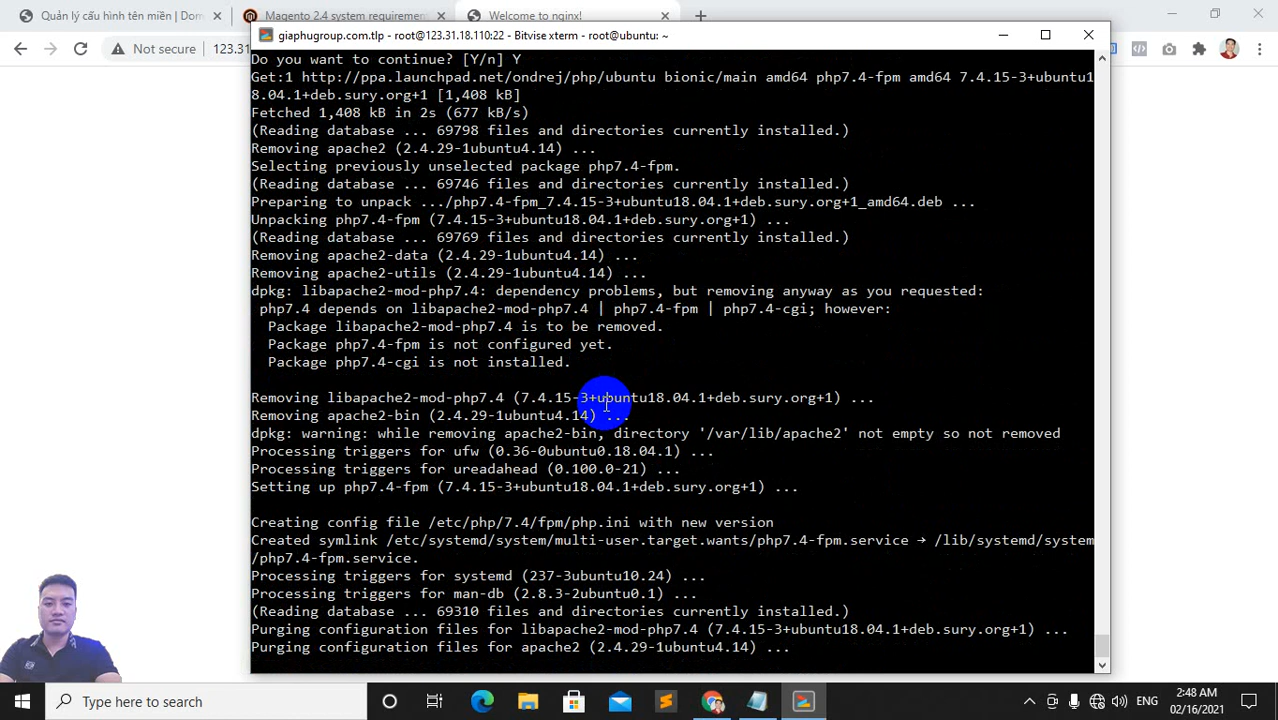 Quản lý cấu hình tên miền | Dom
Magento 2.4 system requirement
Welcome to nginx!
Not secure
123.31
giaphugroup.com.tlp - root@123.31.18.110:22 - Bitvise xterm - root@ubuntu: ~
Do you want to continue? [Y/n] Y
Get:1 http://ppa.launchpad.net/ondrej/php/ubuntu bionic/main amd64 php7.4-fpm amd64 7.4.15-3+ubuntu1
8.04.1+deb.sury.org+1 [1,408 kB]
Fetched 1,408 kB in 2s (677 kB/s)
(Reading database ... 69798 files and directories currently installed.)
Removing apache2 (2.4.29-1ubuntu4.14) ...
Selecting previously unselected package php7.4-fpm.
(Reading database ... 69746 files and directories currently installed.)
Preparing to unpack .../php7.4-fpm_7.4.15-3+ubuntu18.04.1+deb.sury.org+1_amd64.deb ...
Unpacking php7.4-fpm (7.4.15-3+ubuntu18.04.1+deb.sury.org+1) ...
(Reading database ... 69769 files and directories currently installed.)
Removing apache2-data (2.4.29-1ubuntu4.14) ...
Removing apache2-utils (2.4.29-1ubuntu4.14) ...
dpkg: libapache2-mod-php7.4: dependency problems, but removing anyway as you requested:
 php7.4 depends on libapache2-mod-php7.4 | php7.4-fpm | php7.4-cgi; however:
  Package libapache2-mod-php7.4 is to be removed.
  Package php7.4-fpm is not configured yet.
  Package php7.4-cgi is not installed.
Removing libapache2-mod-php7.4 (7.4.15-3+ubuntu18.04.1+deb.sury.org+1) ...
Removing apache2-bin (2.4.29-1ubuntu4.14) ...
dpkg: warning: while removing apache2-bin, directory '/var/lib/apache2' not empty so not removed
Processing triggers for ufw (0.36-0ubuntu0.18.04.1) ...
Processing triggers for ureadahead (0.100.0-21) ...
Setting up php7.4-fpm (7.4.15-3+ubuntu18.04.1+deb.sury.org+1) ...
Creating config file /etc/php/7.4/fpm/php.ini with new version
Created symlink /etc/systemd/system/multi-user.target.wants/php7.4-fpm.service → /lib/systemd/system
/php7.4-fpm.service.
Processing triggers for systemd (237-3ubuntu10.24) ...
Processing triggers for man-db (2.8.3-2ubuntu0.1) ...
(Reading database ... 69310 files and directories currently installed.)
Purging configuration files for libapache2-mod-php7.4 (7.4.15-3+ubuntu18.04.1+deb.sury.org+1) ...
Purging configuration files for apache2 (2.4.29-1ubuntu4.14) ...
Type here to search
ENG
2:48 AM
02/16/2021